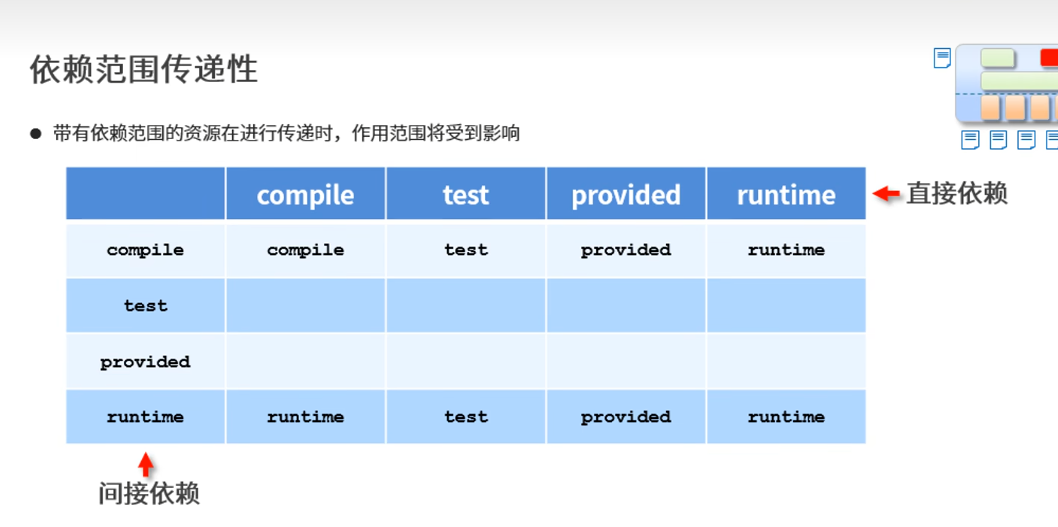 依赖范围传递性
● 带有依赖范围的资源在进行传递时，作用范围将受到影响
compile test provided runtime
直接依赖
compile compile test provided runtime
test
provided
runtime runtime test provided runtime
间接依赖